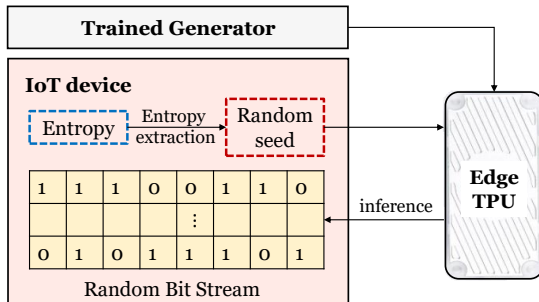 Trained Generator
IoT device
Entropy
Entropy
extraction
Random
seed
Edge
TPU
inference
1 1 1 0 0 1 1 0
⋮
0 1 0 1 1 1 0 1
Random Bit Stream